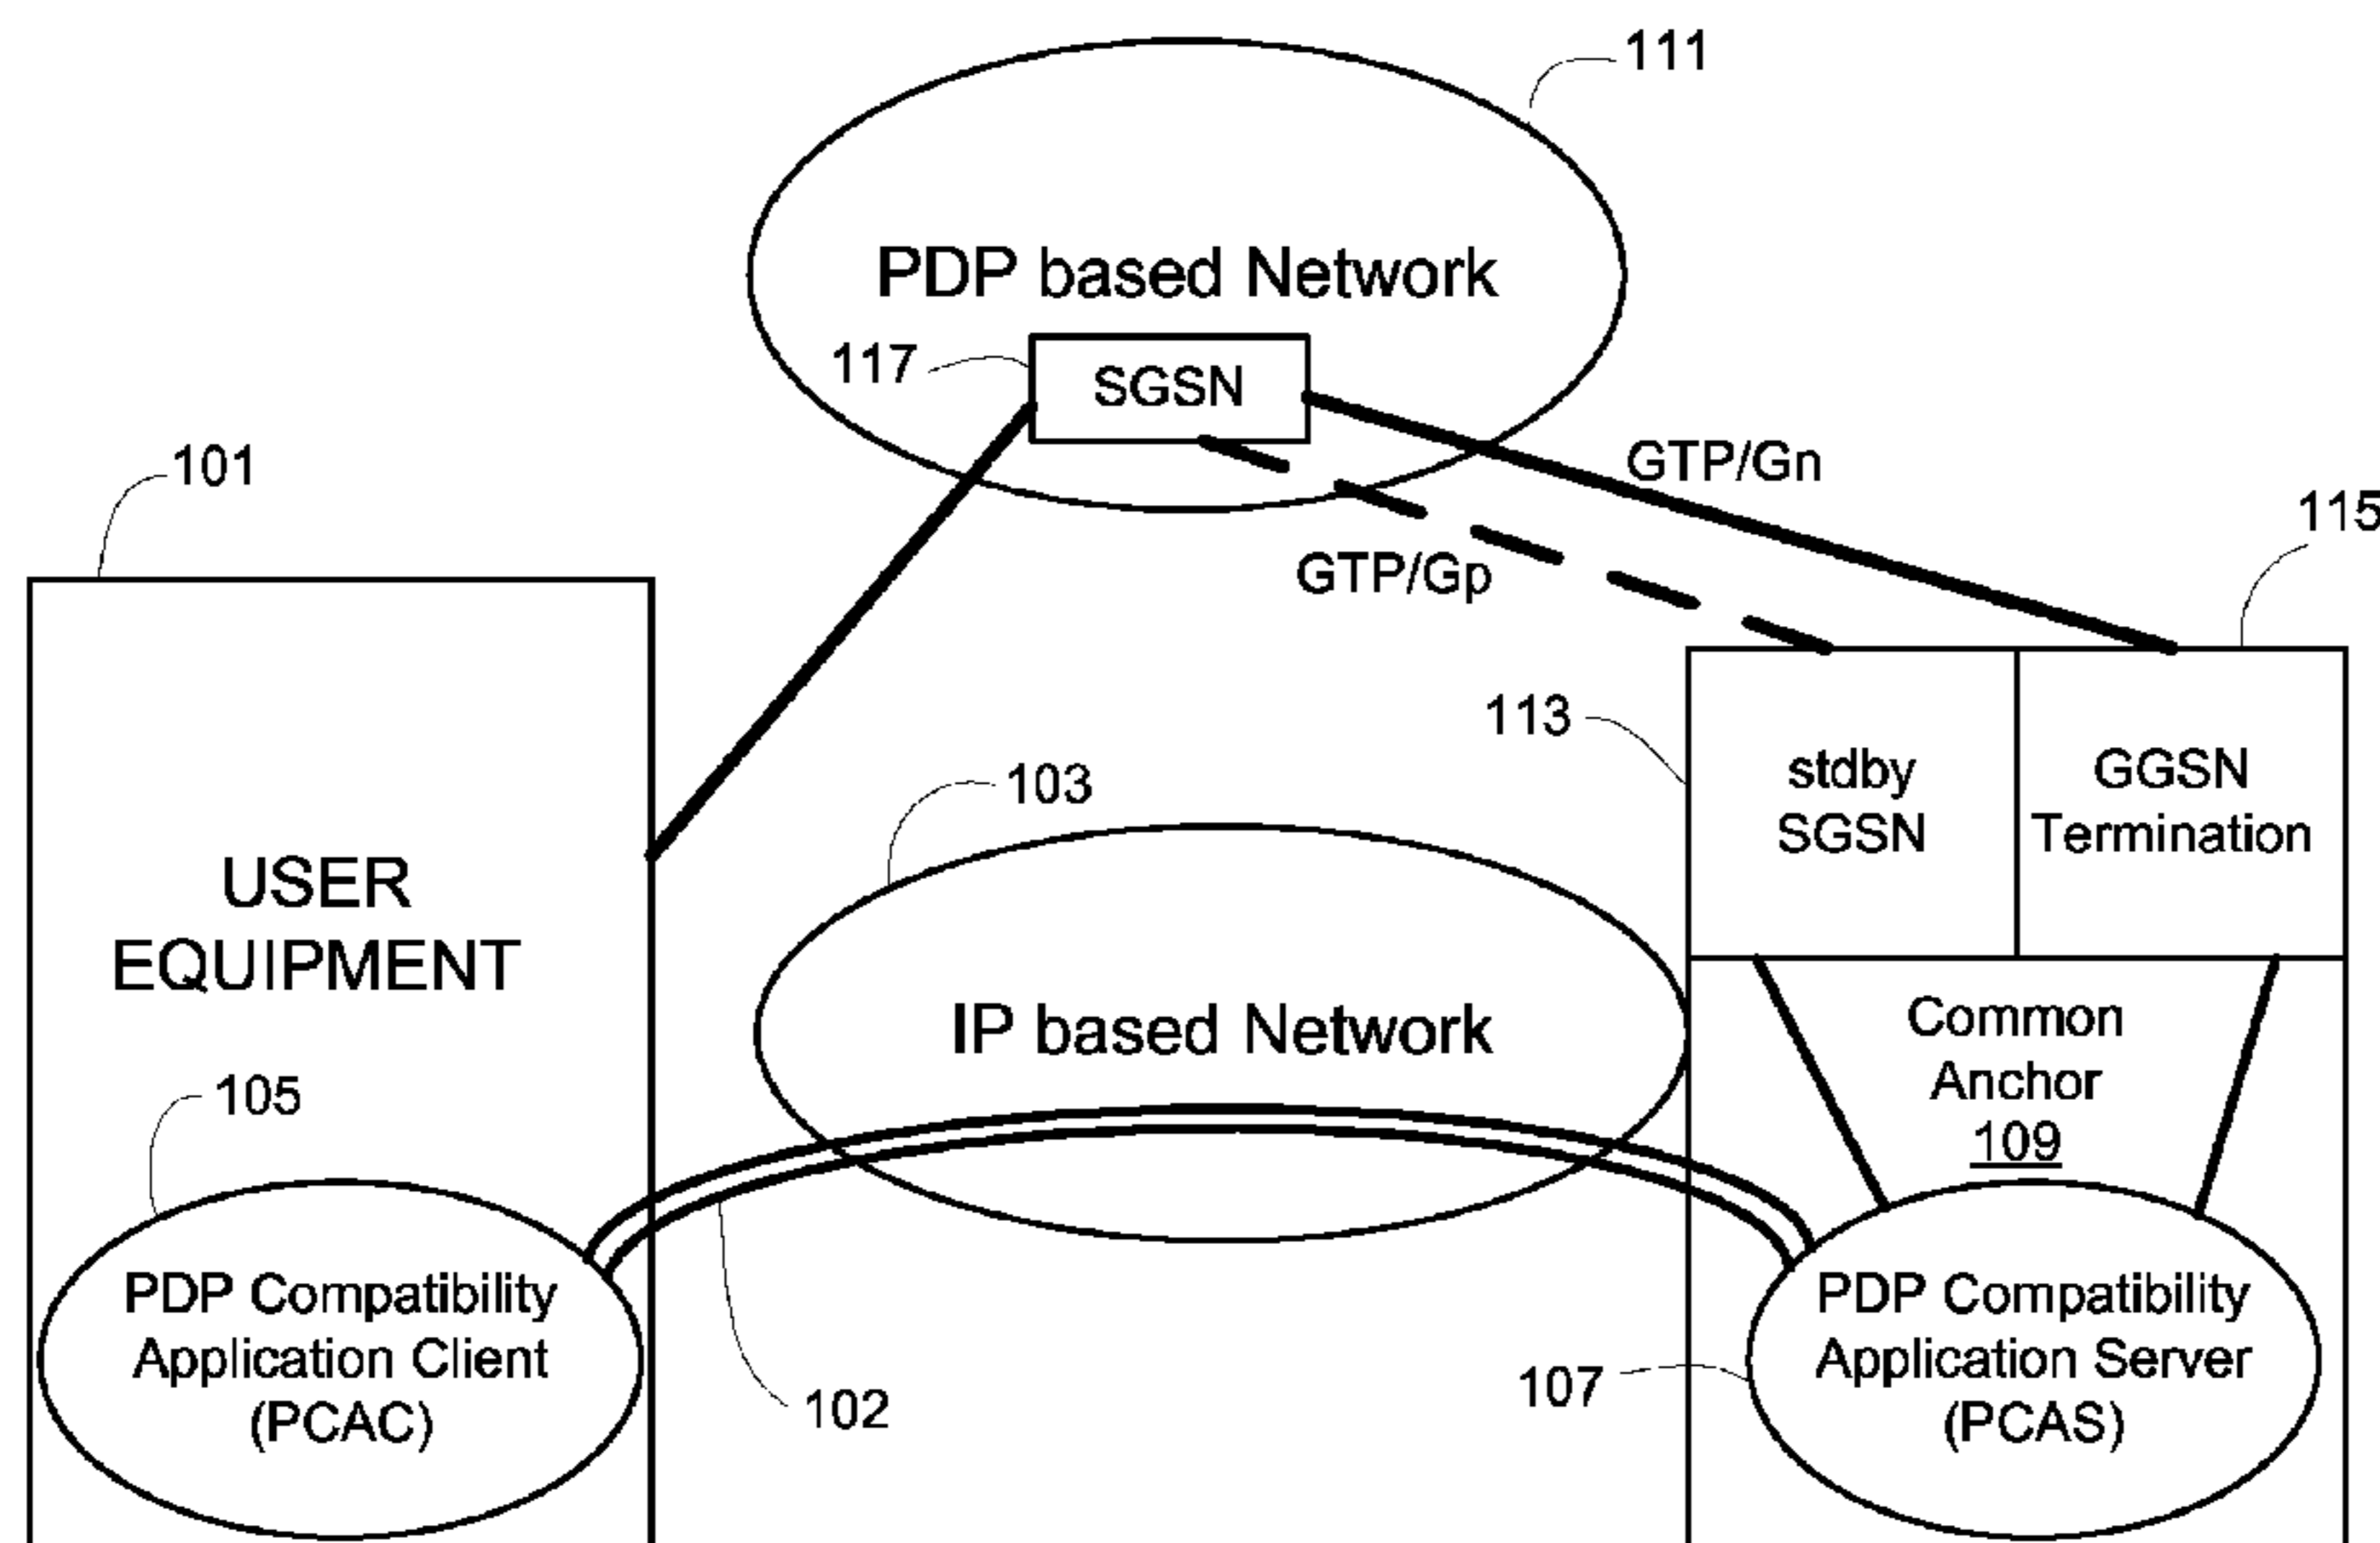 111
PDP based Network
117
SGSN
101
GTP/Gn
115
GTP/Gp
113
103
stdby
SGSN
GGSN
Termination
USER
EQUIPMENT
IP based Network
Common
Anchor
109
105
PDP Compatibility
Application Client
(PCAC)
102
107
PDP Compatibility
Application Server
(PCAS)